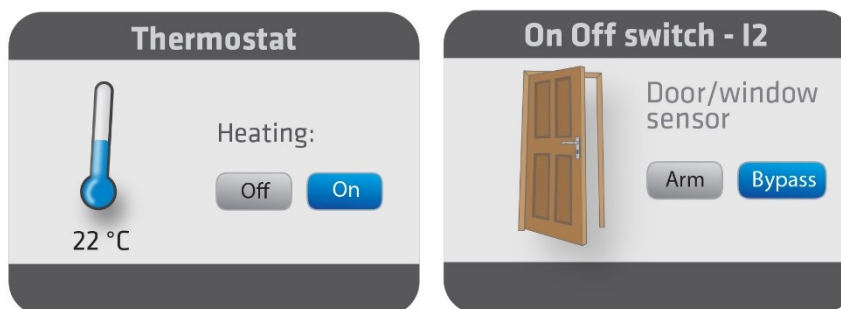 Thermostat
Heating:
Off On
22 °C
On Off switch - I2
Door/window
sensor
Arm Bypass